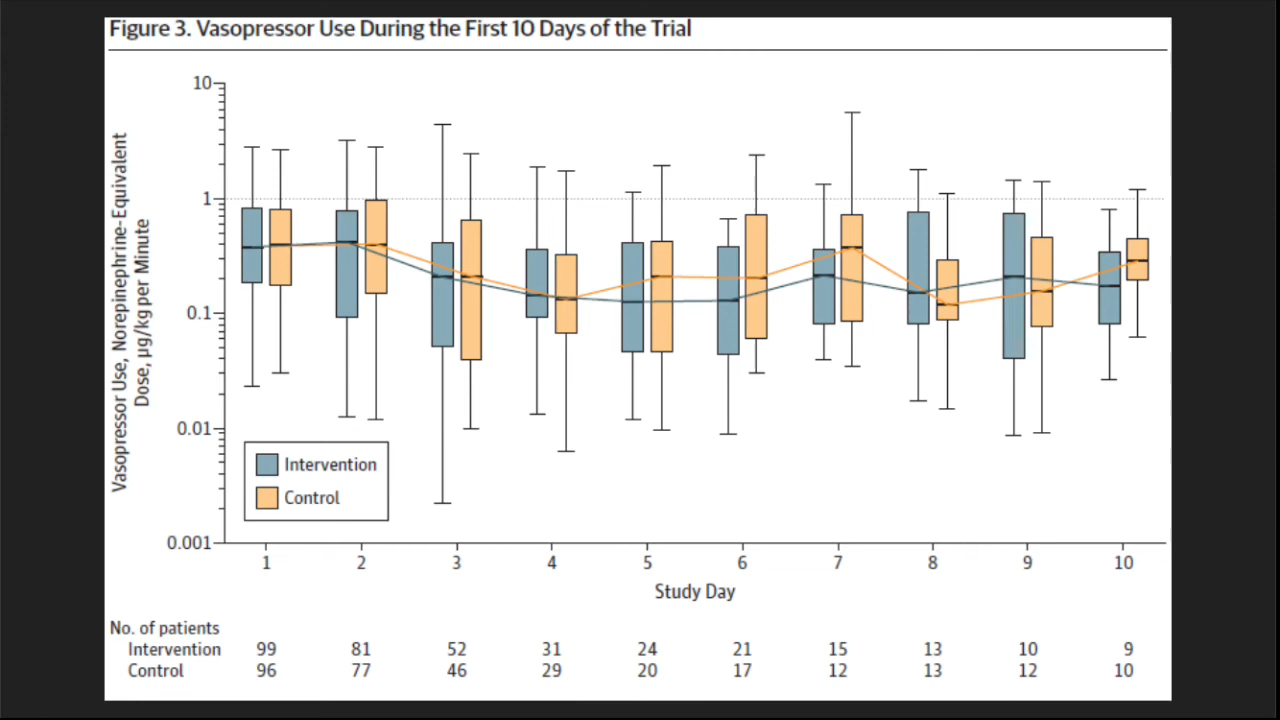 Figure 3. Vasopressor Use During the First 10 Days of the Trial
Vasopressor Use, Norepinephrine-Equivalent
Dose, μg/kg per Minute
10
1
0.1
0.01
0.001
Intervention
Control
1 2 3 4 5 6 7 8 9 10
Study Day
No. of patients
Intervention 99 81 52 31 24 21 15 13 10 9
Control 96 77 46 29 20 17 12 13 12 10